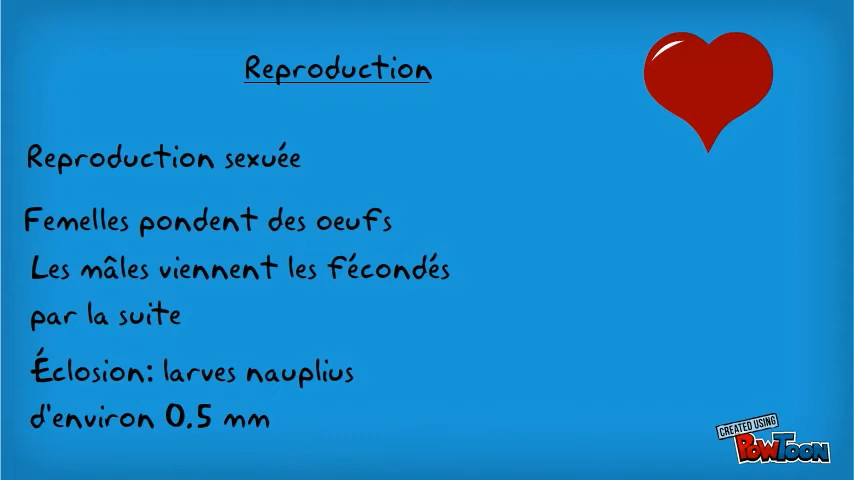 Reproduction
Reproduction sexuée
Femelles pondent des oeufs
Les mâles viennent les fécondés
par la suite
Éclosion: larves nauplius
d'environ 0.5 mm
CREATED USING
POWTOON